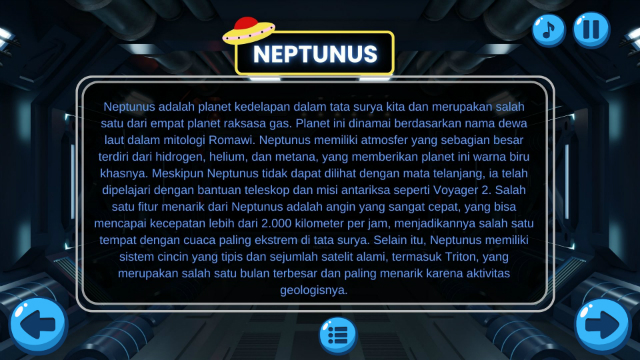 NEPTUNUS
Neptunus adalah planet kedelapan dalam tata surya kita dan merupakan salah
satu dari empat planet raksasa gas. Planet ini dinamai berdasarkan nama dewa
laut dalam mitologi Romawi. Neptunus memiliki atmosfer yang sebagian besar
terdiri dari hidrogen, helium, dan metana, yang memberikan planet ini warna biru
khasnya. Meskipun Neptunus tidak dapat dilihat dengan mata telanjang, ia telah
dipelajari dengan bantuan teleskop dan misi antariksa seperti Voyager 2. Salah
satu fitur menarik dari Neptunus adalah angin yang sangat cepat, yang bisa
mencapai kecepatan lebih dari 2.000 kilometer per jam, menjadikannya salah satu
tempat dengan cuaca paling ekstrem di tata surya. Selain itu, Neptunus memiliki
sistem cincin yang tipis dan sejumlah satelit alami, termasuk Triton, yang
merupakan salah satu bulan terbesar dan paling menarik karena aktivitas
geologisnya.